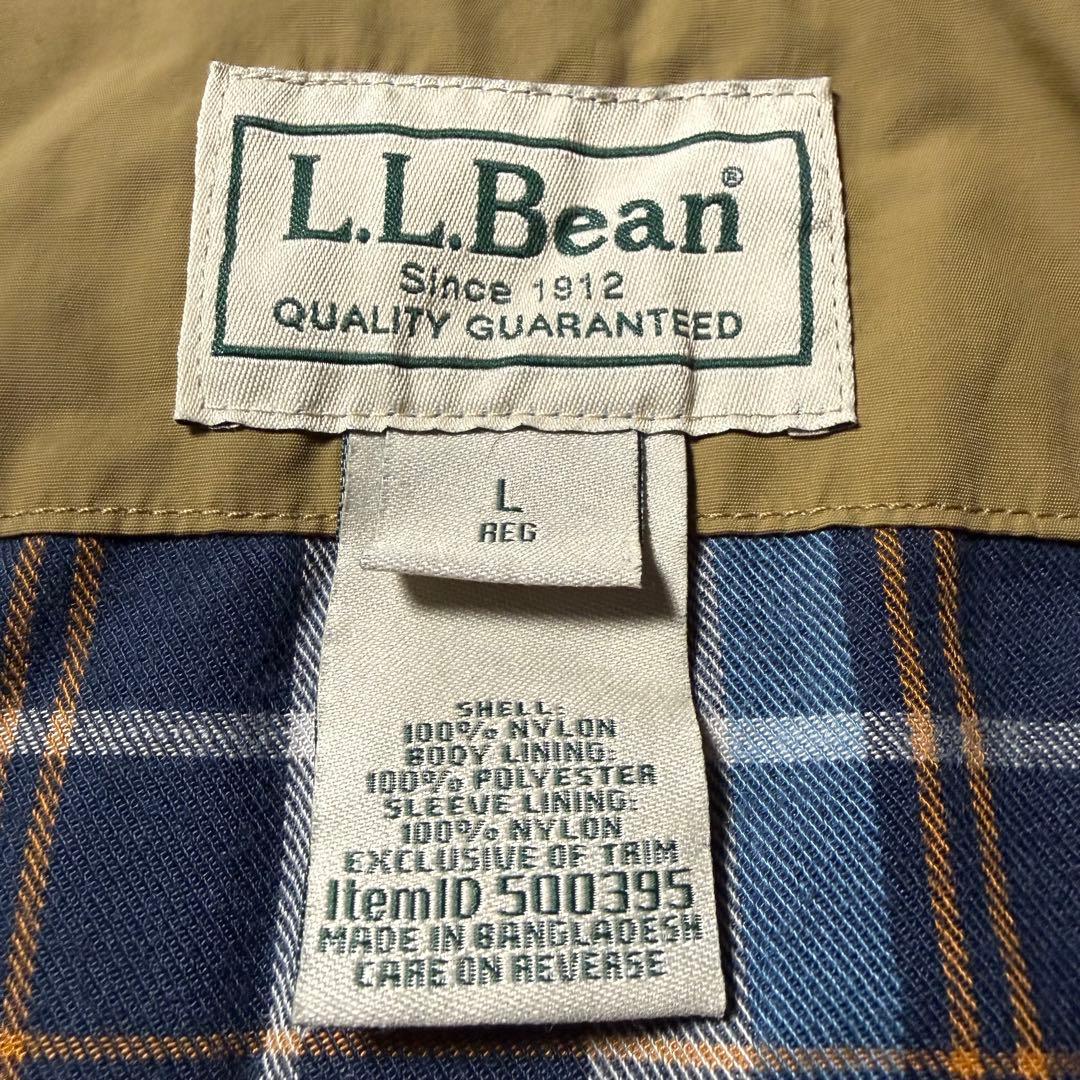 L.L.Bean®
Since 1912
QUALITY GUARANTEED
L
REG
SHELL:
100% NYLON
BODY LINING:
100% POLYESTER
SLEEVE LINING:
100% NYLON
EXCLUSIVE OF TRIM
ItemID 500395
MADE IN BANGLADESH
CARE ON REVERSE